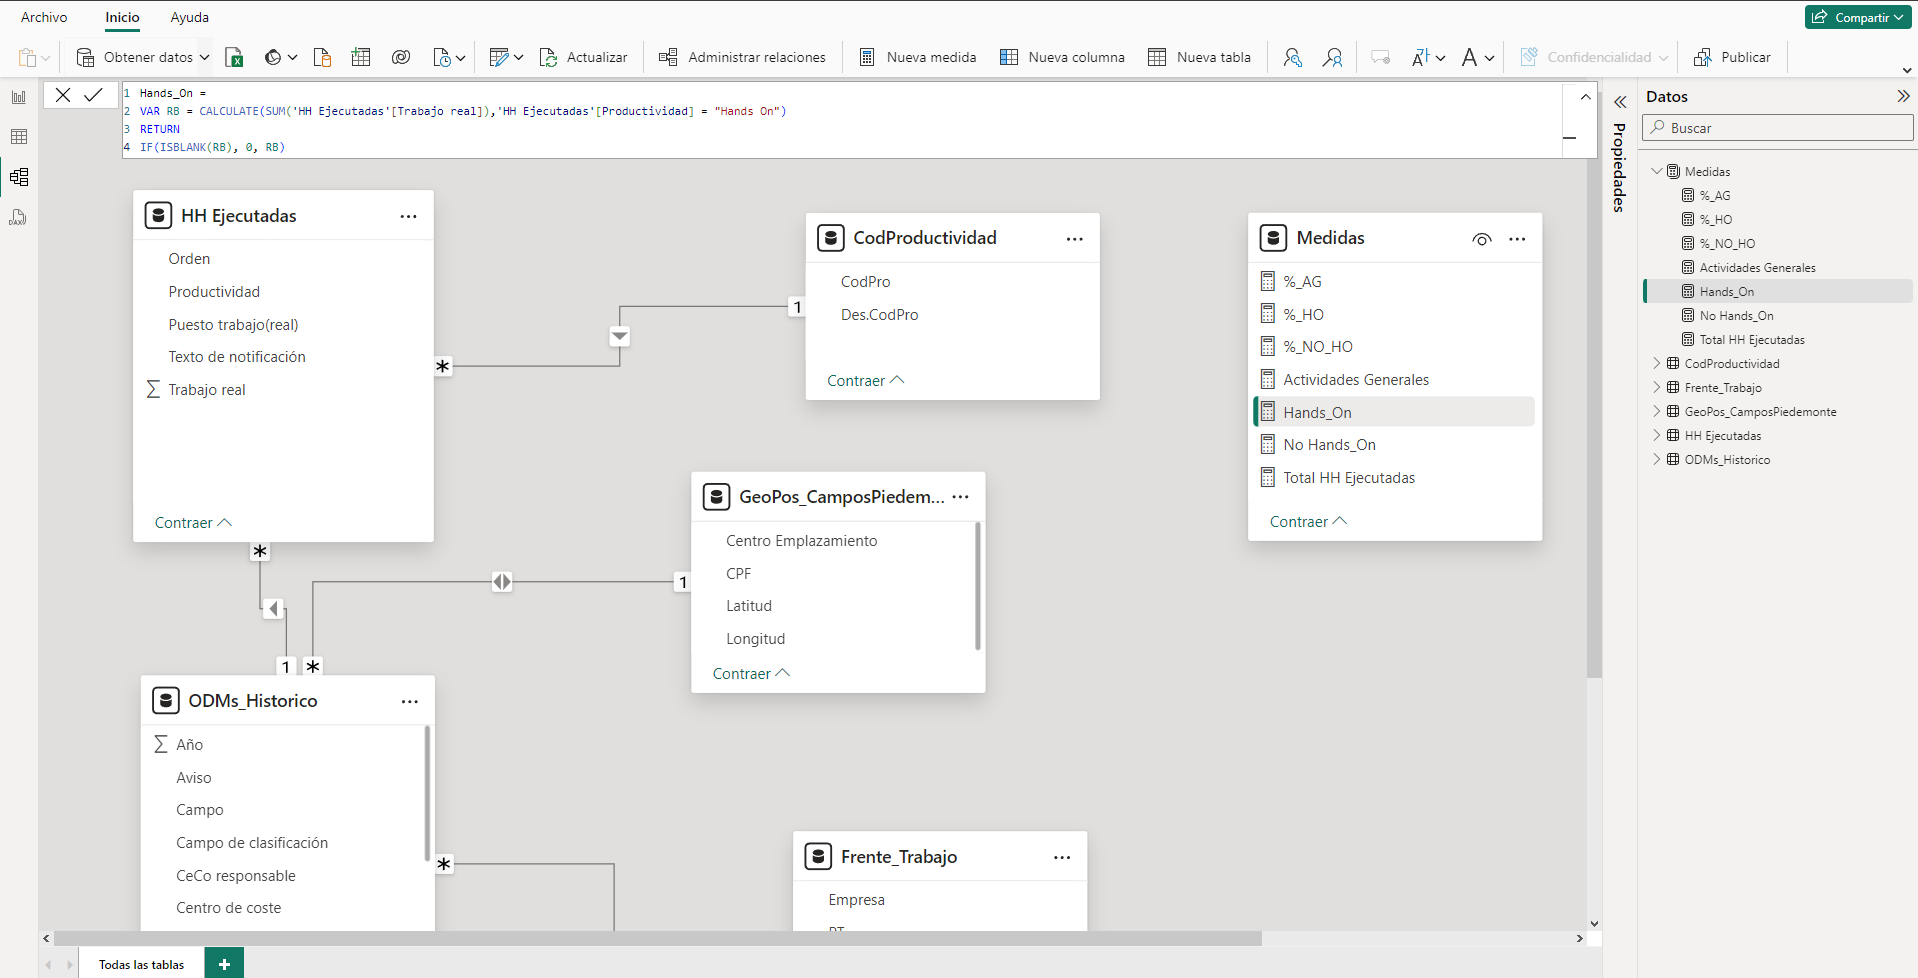 Archivo Inicio Ayuda
Compartir
Obtener datos Actualizar Administrar relaciones Nueva medida Nueva columna Nueva tabla Confidencialidad Publicar
1 Hands_On =
2 VAR RB = CALCULATE(SUM('HH Ejecutadas'[Trabajo real]),'HH Ejecutadas'[Productividad] = "Hands On")
3 RETURN
4 IF(ISBLANK(RB), 0, RB)
HH Ejecutadas
Orden
Productividad
Puesto trabajo(real)
Texto de notificación
Trabajo real
Contraer
CodProductividad
CodPro
Des.CodPro
Contraer
Medidas
%_AG
%_HO
%_NO_HO
Actividades Generales
Hands_On
No Hands_On
Total HH Ejecutadas
Contraer
1
*
GeoPos_CamposPiedem...
Centro Emplazamiento
CPF
Latitud
Longitud
Contraer
*
1
1
*
ODMs_Historico
Año
Aviso
Campo
Campo de clasificación
CeCo responsable
Centro de coste
*
Frente_Trabajo
Empresa
Propiedades
Datos
Buscar
Medidas
%_AG
%_HO
%_NO_HO
Actividades Generales
Hands_On
No Hands_On
Total HH Ejecutadas
CodProductividad
Frente_Trabajo
GeoPos_CamposPiedemonte
HH Ejecutadas
ODMs_Historico
DAX
Todas las tablas